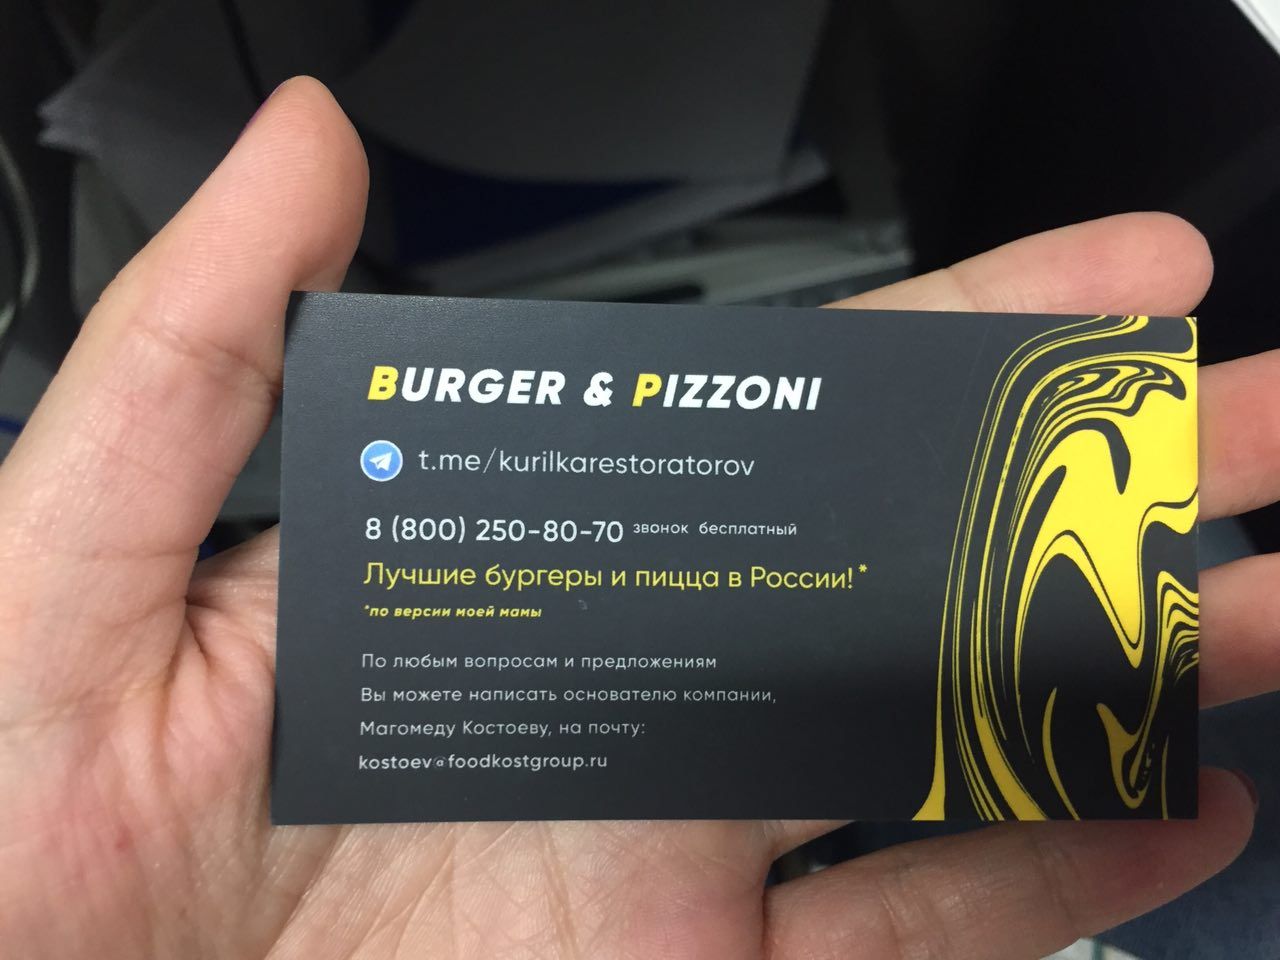 BURGER & PIZZONI
t.me/kurilkarestoratorov
8 (800) 250-80-70 звонок бесплатный
Лучшие бургеры и пицца в России!*
*по версии моей мамы
По любым вопросам и предложениям
Вы можете написать основателю компании,
Магомеду Костоеву, на почту:
kostoev@foodkostgroup.ru